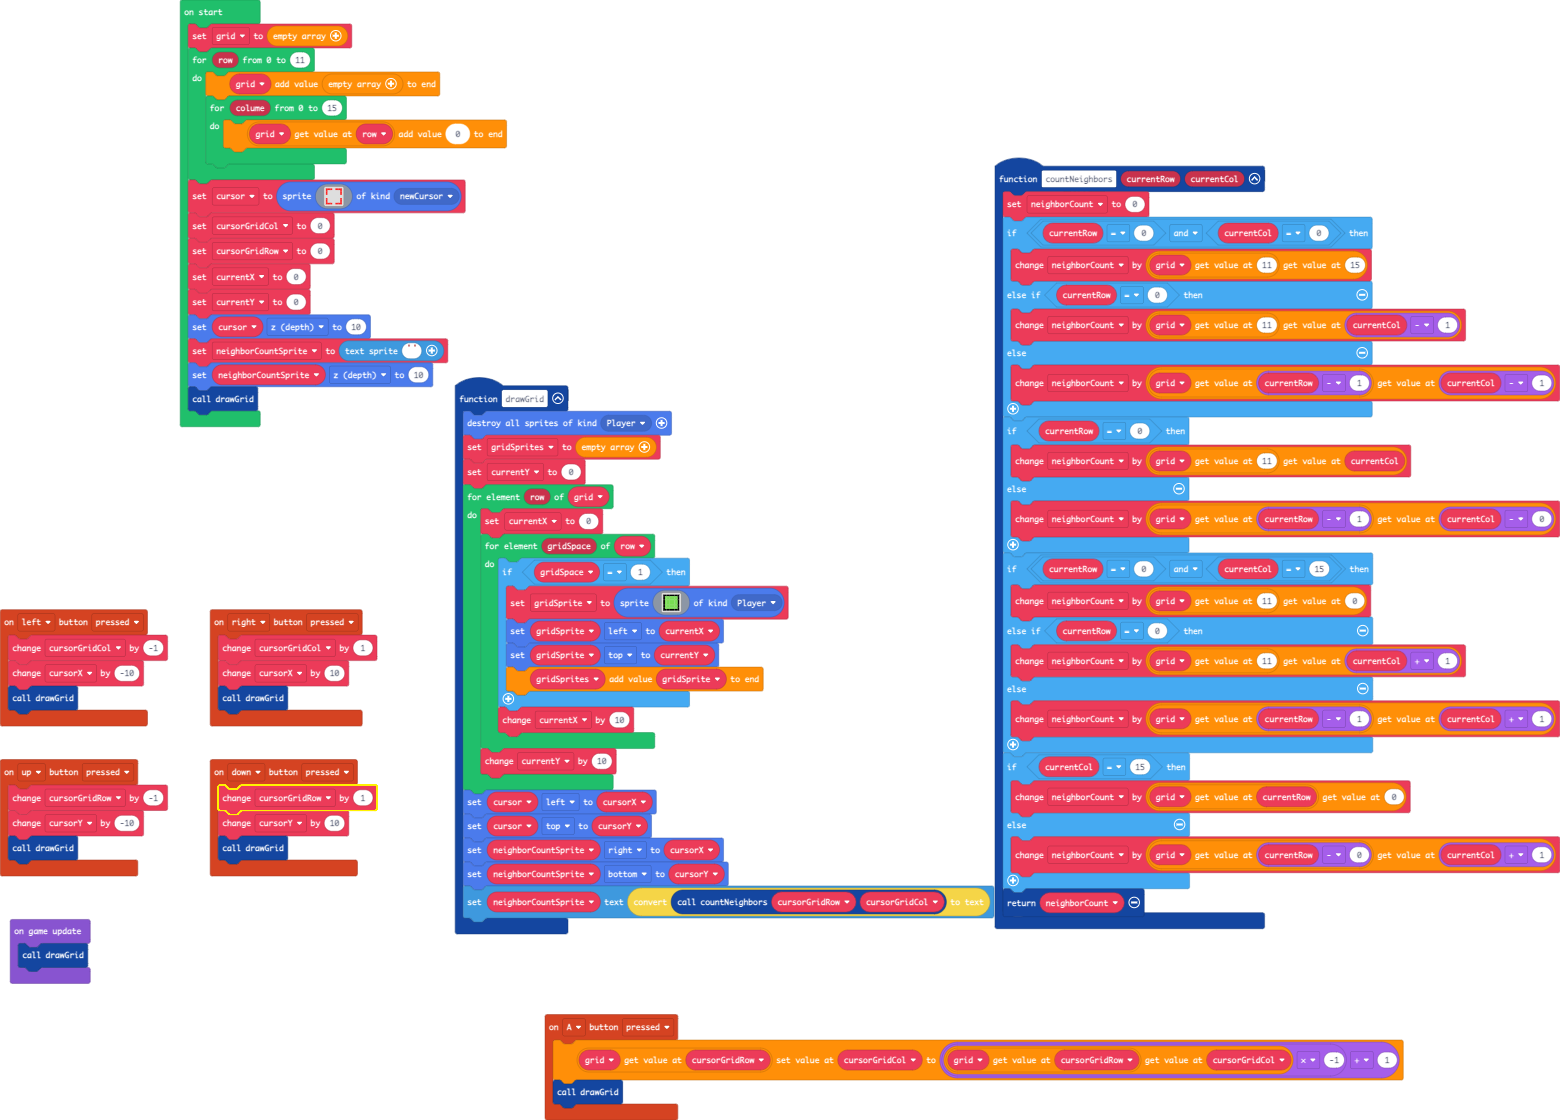 on start
set grid to empty array
for row from 0 to 11
do grid add value empty array to end
for colume from 0 to 15
do grid get value at row add value 0 to end
set cursor to sprite of kind newCursor
set cursorGridCol to 0
set cursorGridRow to 0
set currentX to 0
set currentY to 0
set cursor z (depth) to 10
set neighborCountSprite to text sprite " "
set neighborCountSprite z (depth) to 10
call drawGrid
function drawGrid
destroy all sprites of kind Player
set gridSprites to empty array
set currentY to 0
for element row of grid
do set currentX to 0
for element gridSpace of row
do if gridSpace = 1 then
set gridSprite to sprite of kind Player
set gridSprite left to currentX
set gridSprite top to currentY
gridSprites add value gridSprite to end
change currentX by 10
change currentY by 10
set cursor left to cursorX
set cursor top to cursorY
set neighborCountSprite right to cursorX
set neighborCountSprite bottom to cursorY
set neighborCountSprite text convert call countNeighbors cursorGridRow cursorGridCol to text
function countNeighbors currentRow currentCol
set neighborCount to 0
if currentRow = 0 and currentCol = 0 then
change neighborCount by grid get value at 11 get value at 15
else if currentRow = 0 then
change neighborCount by grid get value at 11 get value at currentCol - 1
else
change neighborCount by grid get value at currentRow - 1 get value at currentCol - 1
if currentRow = 0 then
change neighborCount by grid get value at 11 get value at currentCol
else
change neighborCount by grid get value at currentRow - 1 get value at currentCol - 0
if currentRow = 0 and currentCol = 15 then
change neighborCount by grid get value at 11 get value at 0
else if currentRow = 0 then
change neighborCount by grid get value at 11 get value at currentCol + 1
else
change neighborCount by grid get value at currentRow - 1 get value at currentCol + 1
if currentCol = 15 then
change neighborCount by grid get value at currentRow get value at 0
else
change neighborCount by grid get value at currentRow - 0 get value at currentCol + 1
return neighborCount
on left button pressed
change cursorGridCol by -1
change cursorX by -10
call drawGrid
on right button pressed
change cursorGridCol by 1
change cursorX by 10
call drawGrid
on up button pressed
change cursorGridRow by -1
change cursorY by -10
call drawGrid
on down button pressed
change cursorGridRow by 1
change cursorY by 10
call drawGrid
on game update
call drawGrid
on A button pressed
grid get value at cursorGridRow set value at cursorGridCol to grid get value at cursorGridRow get value at cursorGridCol × -1 + 1
call drawGrid